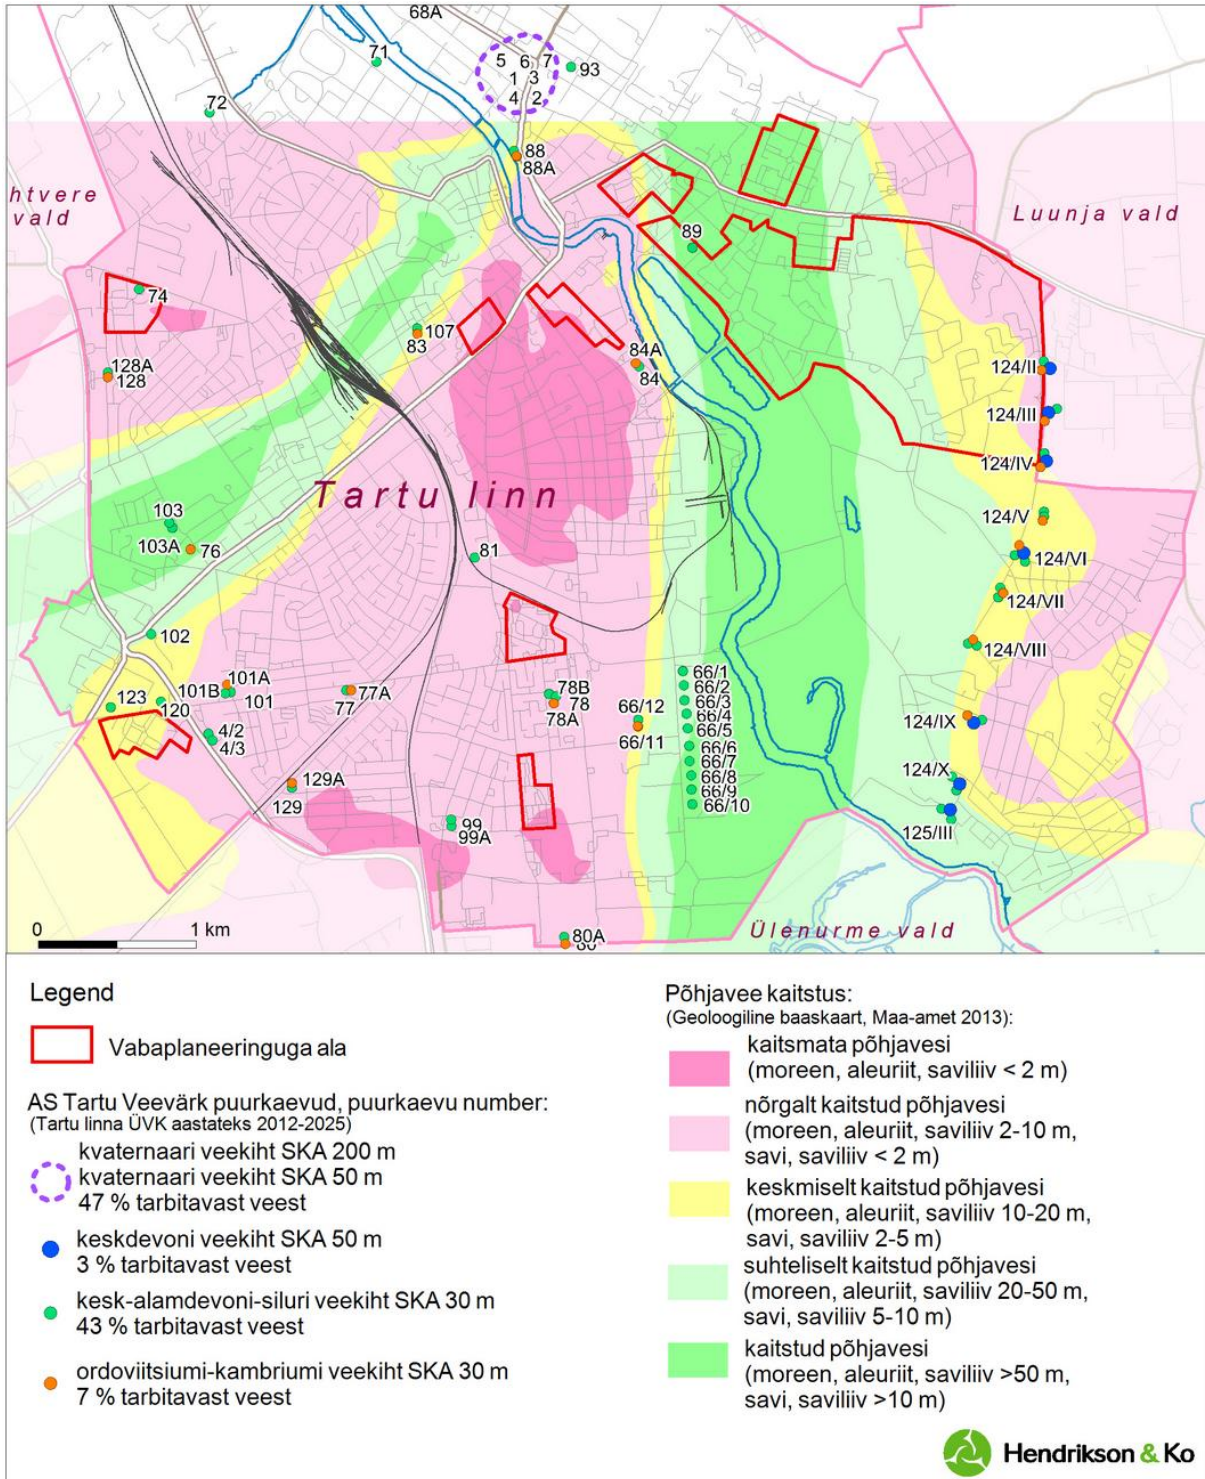 68A
71
5 6 7
1 3
4 2
93
72
88
88A
htvere
vald
Luunja vald
89
74
107
83
84A
84
128A
128
124/II
124/III
124/IV
Tartu linn
103
103A
76
81
124/V
124/VI
124/VII
102
124/VIII
101A
101B
101
123
120
77A
77
78B
78
78A
66/1
66/2
66/3
66/4
66/5
66/6
66/7
66/8
66/9
66/10
66/12
66/11
4/2
4/3
124/IX
129A
129
124/X
99
99A
125/III
0 1 km
80A
80
Ülenurme vald
Legend
Vabaplaneeringuga ala
AS Tartu Veevärk puurkaevud, puurkaevu number:
(Tartu linna ÜVK aastateks 2012-2025)
kvaternaari veekiht SKA 200 m
kvaternaari veekiht SKA 50 m
47 % tarbitavast veest
keskdevoni veekiht SKA 50 m
3 % tarbitavast veest
kesk-alamdevoni-siluri veekiht SKA 30 m
43 % tarbitavast veest
ordoviitsiumi-kambriumi veekiht SKA 30 m
7 % tarbitavast veest
Põhjavee kaitstus:
(Geoloogiline baaskaart, Maa-amet 2013):
kaitsmata põhjavesi
(moreen, aleuriit, saviliiv < 2 m)
nõrgalt kaitstud põhjavesi
(moreen, aleuriit, saviliiv 2-10 m,
savi, saviliiv < 2 m)
keskmiselt kaitstud põhjavesi
(moreen, aleuriit, saviliiv 10-20 m,
savi, saviliiv 2-5 m)
suhteliselt kaitstud põhjavesi
(moreen, aleuriit, saviliiv 20-50 m,
savi, saviliiv 5-10 m)
kaitstud põhjavesi
(moreen, aleuriit, saviliiv >50 m,
savi, saviliiv >10 m)
Hendrikson & Ko